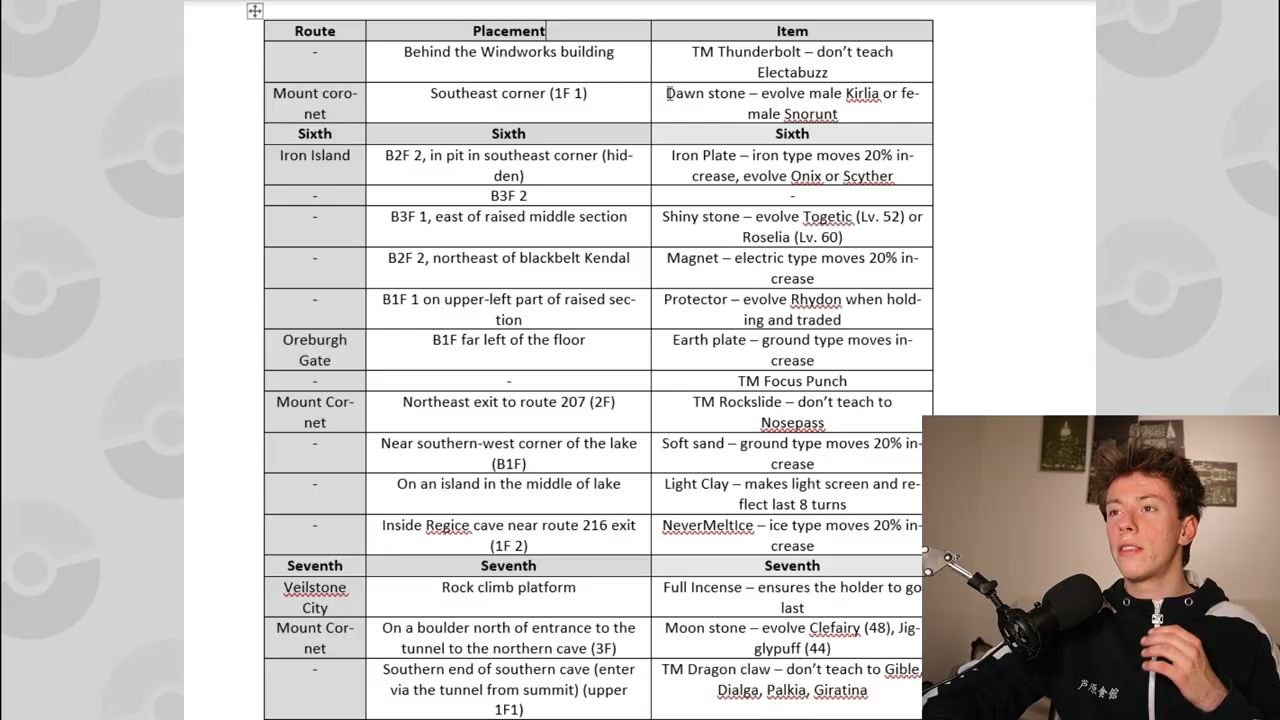 Route Placement Item
- Behind the Windworks building TM Thunderbolt – don’t teach
Electabuzz
Mount coro- Southeast corner (1F 1) Dawn stone – evolve male Kirlia or fe-
net male Snorunt
Sixth Sixth Sixth
Iron Island B2F 2, in pit in southeast corner (hid- Iron Plate – iron type moves 20% in-
den) crease, evolve Onix or Scyther
- B3F 2 -
- B3F 1, east of raised middle section Shiny stone – evolve Togetic (Lv. 52) or
Roselia (Lv. 60)
- B2F 2, northeast of blackbelt Kendal Magnet – electric type moves 20% in-
crease
- B1F 1 on upper-left part of raised sec- Protector – evolve Rhydon when hold-
tion ing and traded
Oreburgh B1F far left of the floor Earth plate – ground type moves in-
Gate crease
- - TM Focus Punch
Mount Cor- Northeast exit to route 207 (2F) TM Rockslide – don’t teach to
net Nosepass
- Near southern-west corner of the lake Soft sand – ground type moves 20% in-
(B1F) crease
- On an island in the middle of lake Light Clay – makes light screen and re-
flect last 8 turns
- Inside Regice cave near route 216 exit NeverMeltIce – ice type moves 20% in-
(1F 2) crease
Seventh Seventh Seventh
Veilstone Rock climb platform Full Incense – ensures the holder to go
City last
Mount Cor- On a boulder north of entrance to the Moon stone – evolve Clefairy (48), Jig-
net tunnel to the northern cave (3F) glypuff (44)
- Southern end of southern cave (enter TM Dragon claw – don’t teach to Gible,
via the tunnel from summit) (upper Dialga, Palkia, Giratina
1F1)